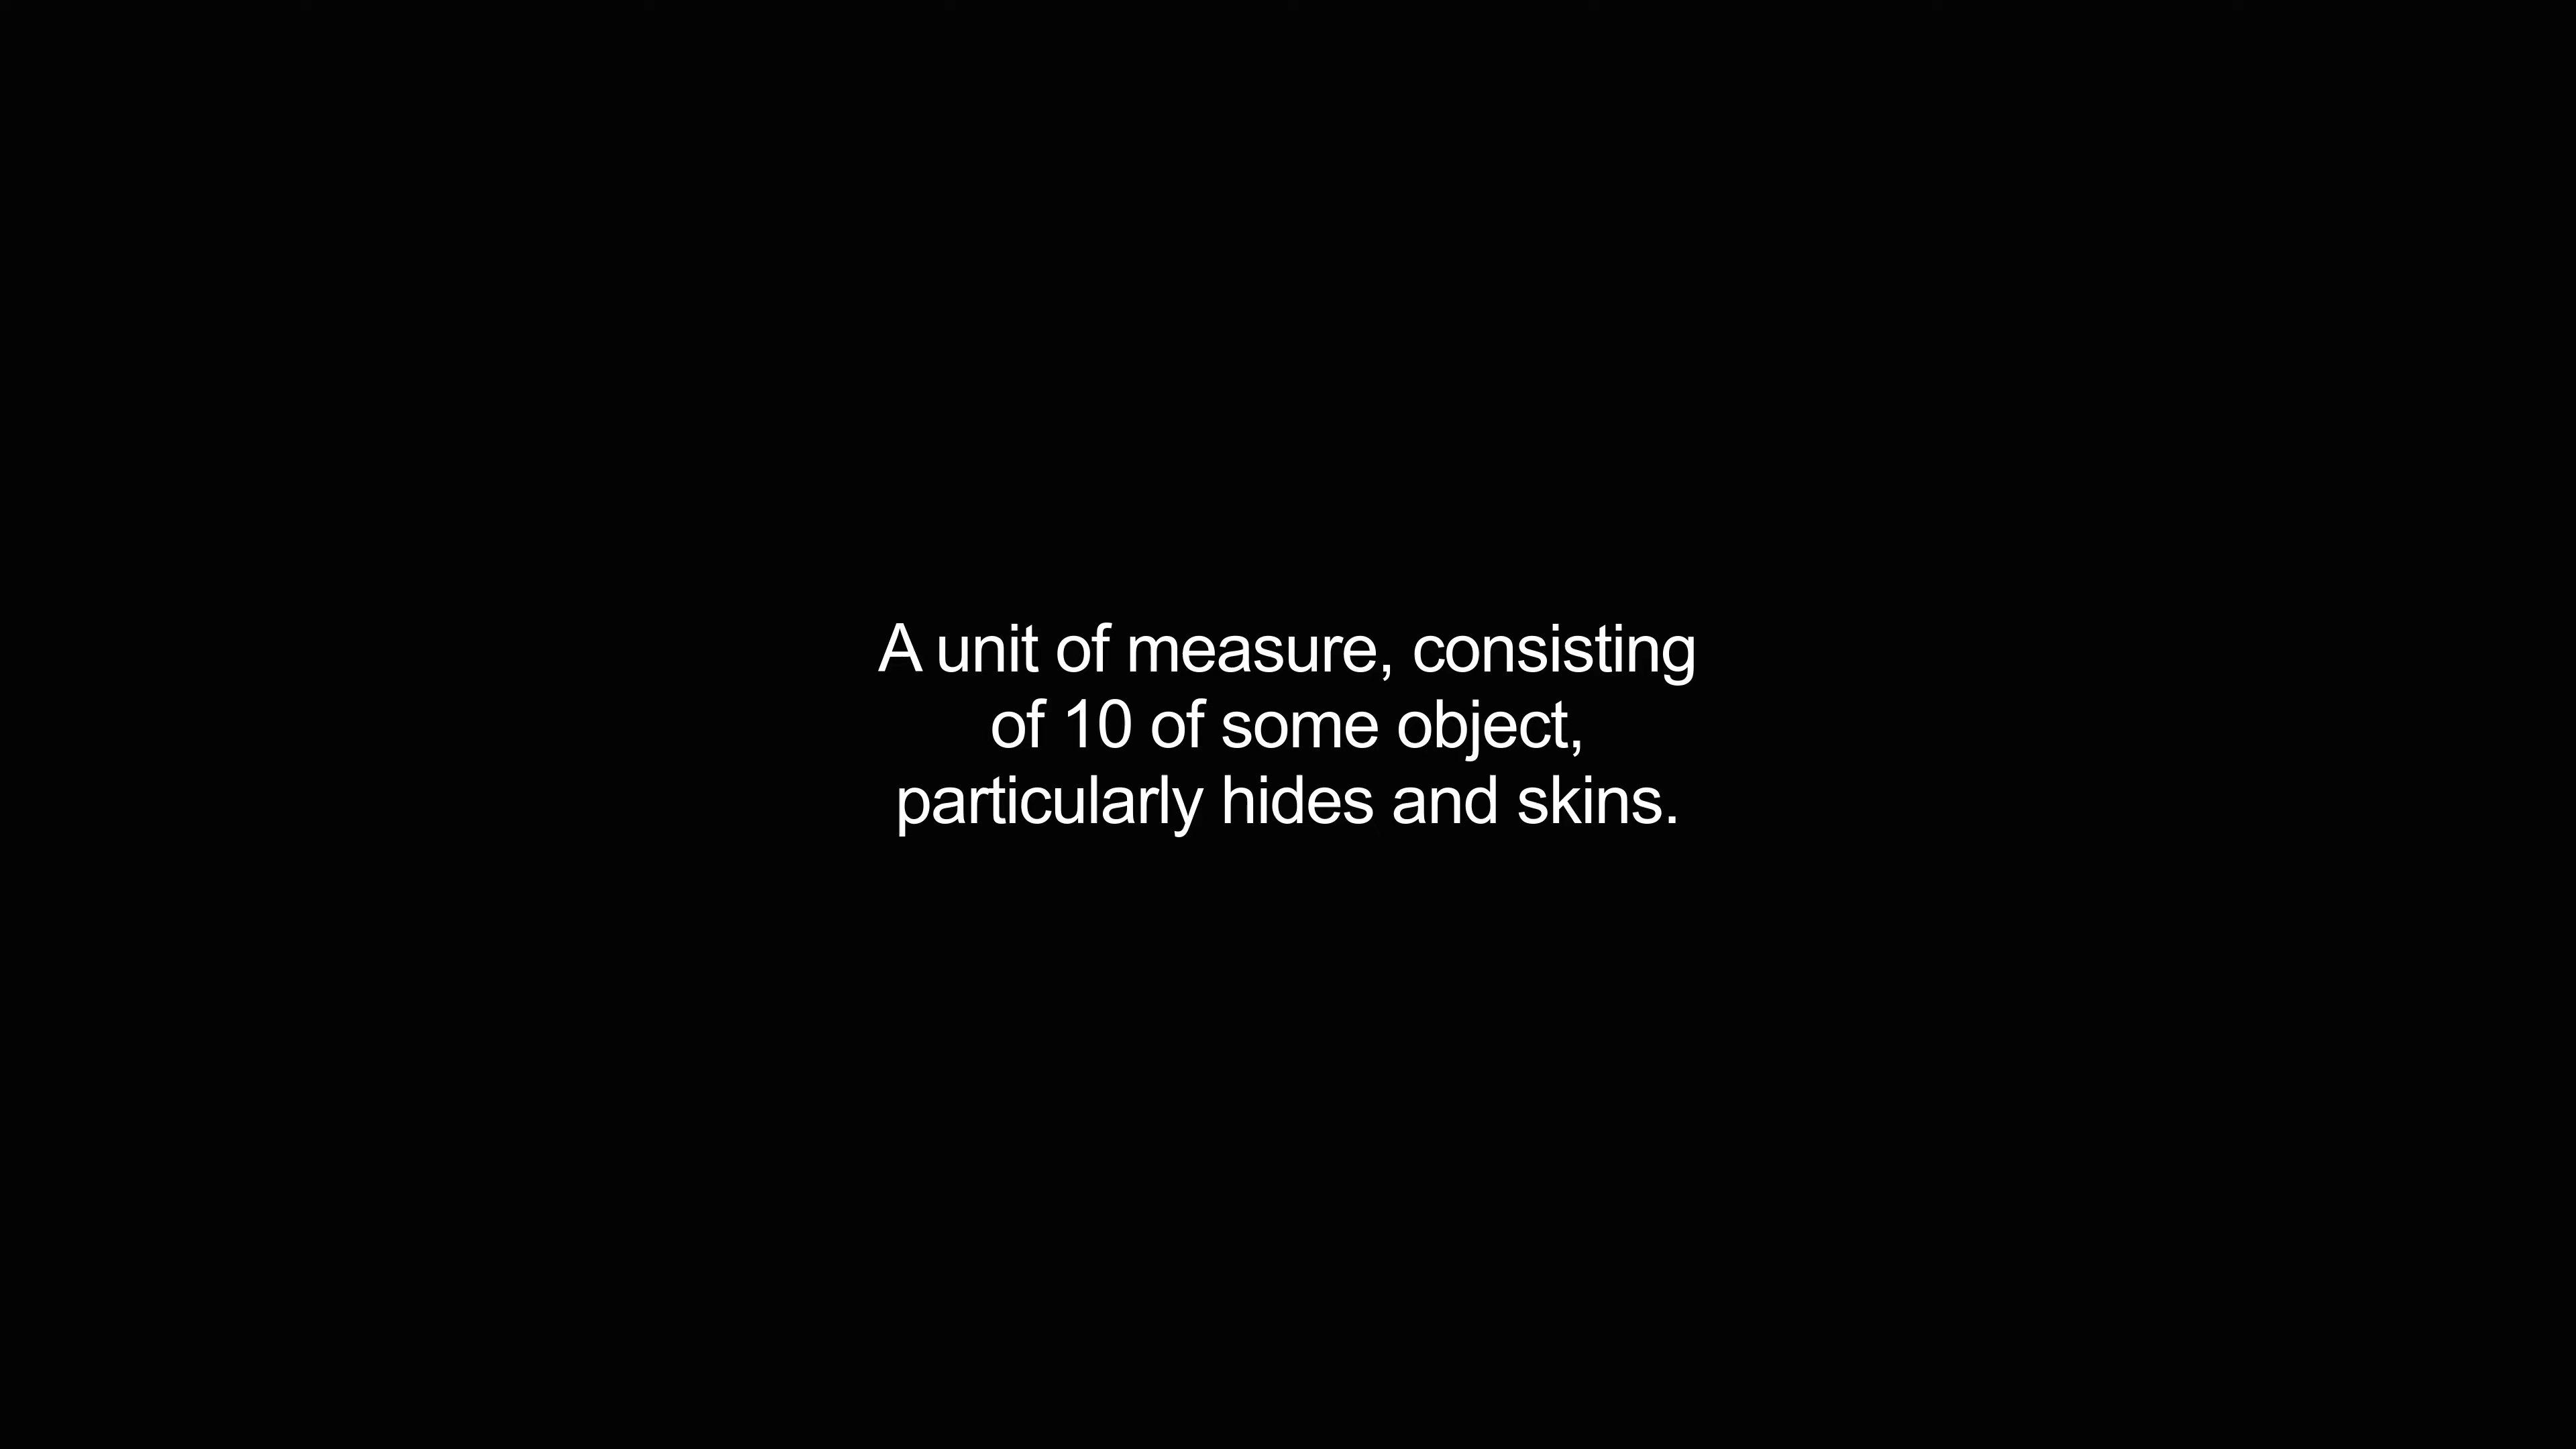 A unit of measure, consisting
of 10 of some object,
particularly hides and skins.